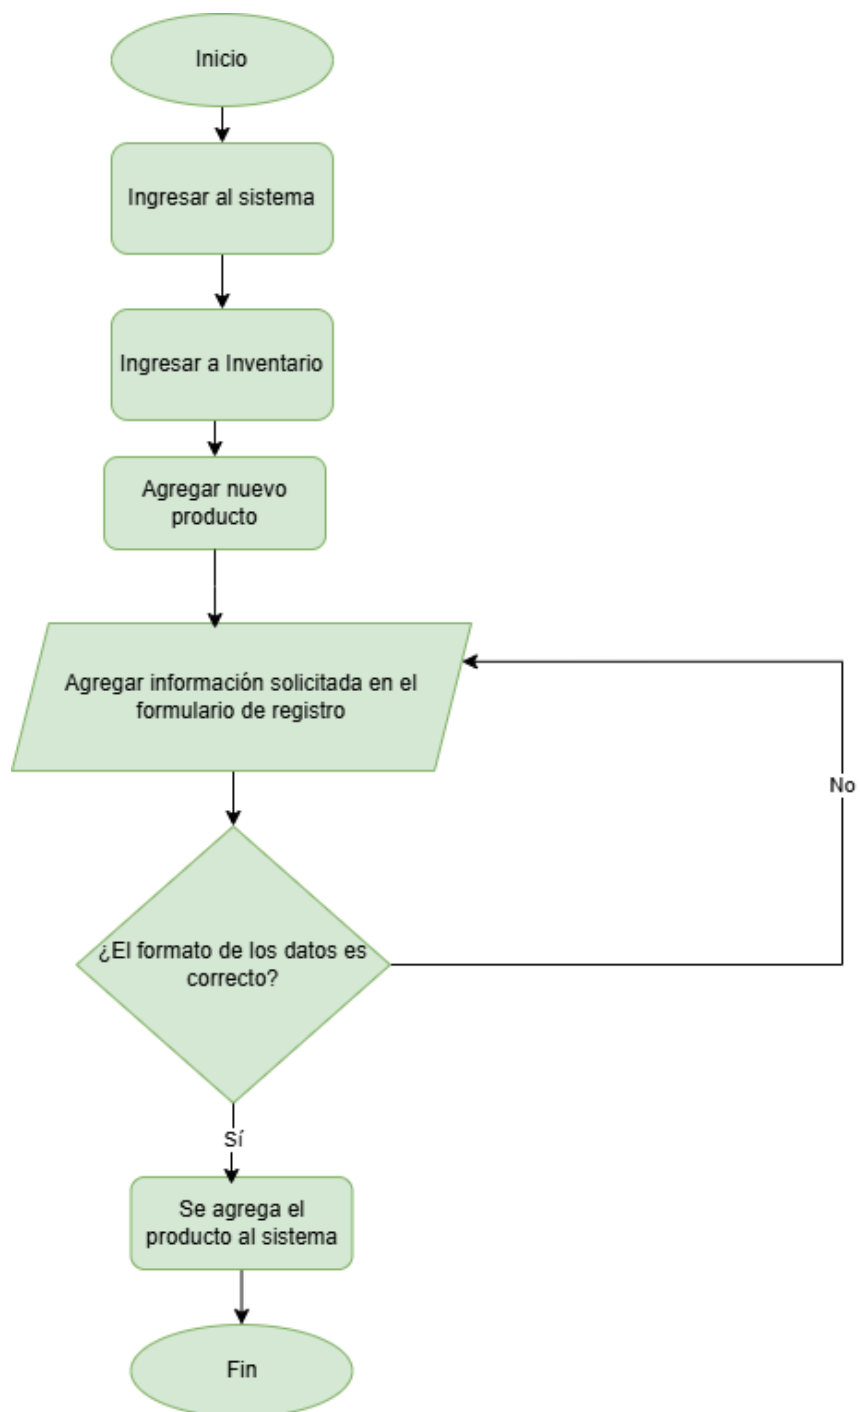 Inicio
Ingresar al sistema
Ingresar a Inventario
Agregar nuevo
producto
Agregar información solicitada en el
formulario de registro
No
¿El formato de los datos es
correcto?
Sí
Se agrega el
producto al sistema
Fin